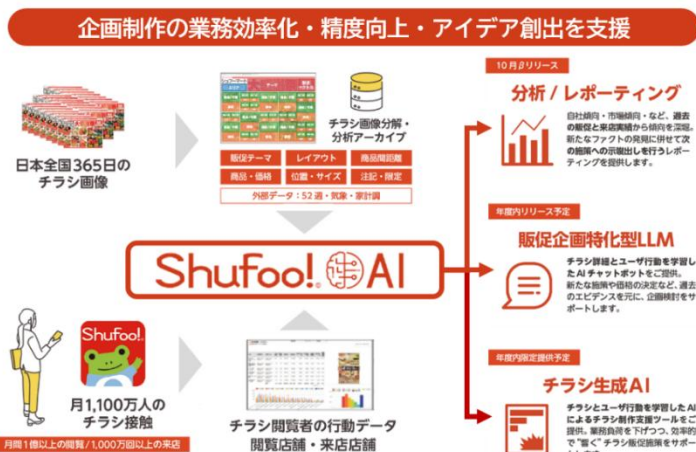 企画制作の業務効率化・精度向上・アイデア創出を支援
日本全国365日の
チラシ画像
チラシ画像分解・
分析アーカイブ
販促テーマ
レイアウト
商品間距離
商品・価格
位置・サイズ
注記・限定
外部データ：52週・気象・家計調
Shufoo! AI
Shufoo!
月1,100万人の
チラシ接触
月間1億以上の閲覧/1,000万回以上の来店
チラシ閲覧者の行動データ
閲覧店舗・来店店舗
10月βリリース
分析 / レポーティング
自社傾向・市場傾向・など、過去
の販促と来店実績から傾向を深堀。
新たなファクトの発見に併せて次
の施策への示唆出しを行うレポー
ティングを提供します。
年度内リリース予定
販促企画特化型LLM
チラシ詳細とユーザ行動を学習し
たAIチャットボットをご提供。
新たな施策や価格の決定など、過去
のエビデンスを元に、企画検討をサ
ポートします。
年度内限定提供予定
チラシ生成AI
チラシとユーザ行動を学習したAI
によるチラシ制作支援ツールをご
提供。業務負荷を下げつつ、効率的
で“響く”チラシ販促施策をサポー